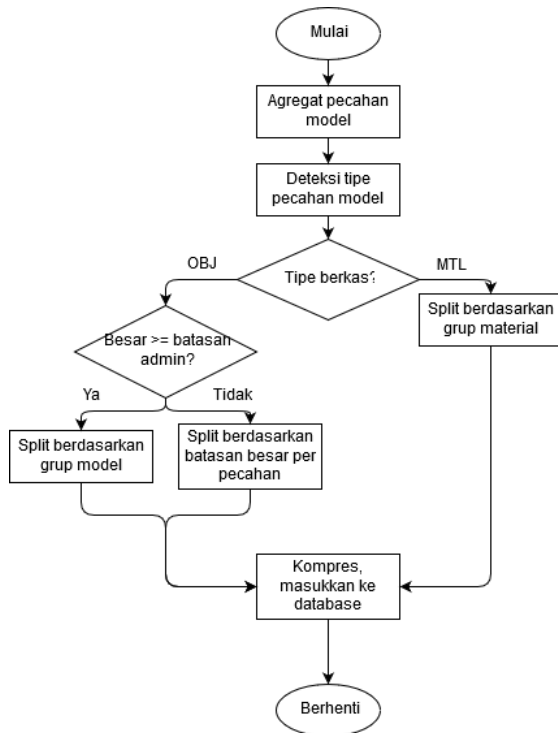 Mulai
Agregat pecahan
model
Deteksi tipe
pecahan model
OBJ
Tipe berkas?
MTL
Split berdasarkan
grup material
Besar >= batasan
admin?
Ya
Tidak
Split berdasarkan
grup model
Split berdasarkan
batasan besar per
pecahan
Kompres,
masukkan ke
database
Berhenti